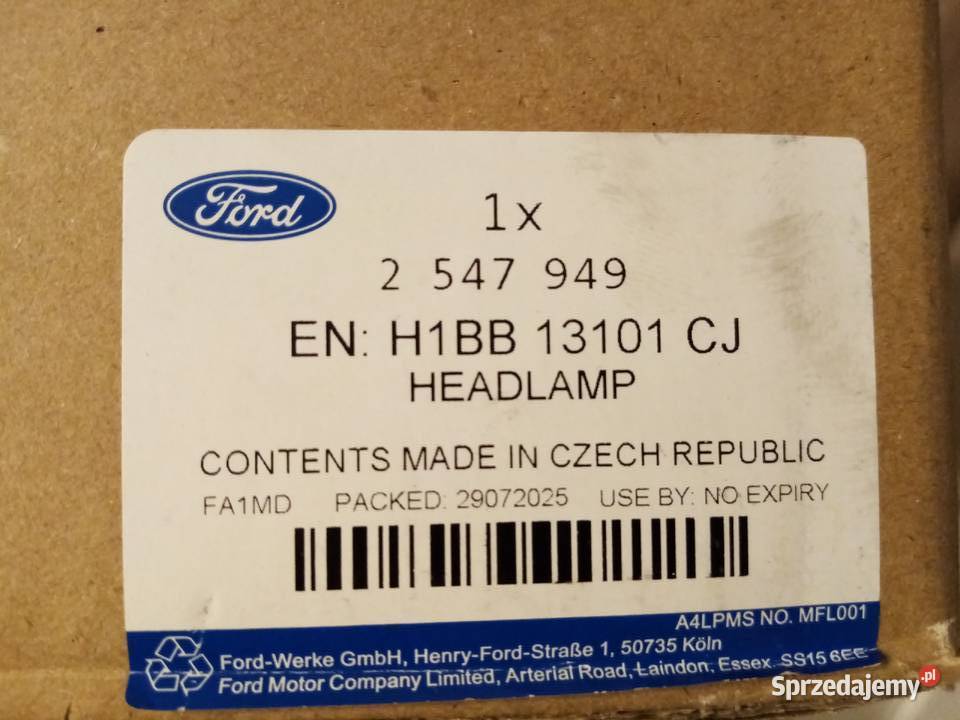 Ford
1x
2 547 949
EN: H1BB 13101 CJ
HEADLAMP
CONTENTS MADE IN CZECH REPUBLIC
FA1MD PACKED: 29072025 USE BY: NO EXPIRY
A4LPMS NO. MFL001
Ford-Werke GmbH, Henry-Ford-Straße 1, 50735 Köln
Ford Motor Company Limited, Arterial Road, Laindon, Essex. SS15 6EE
Sprzedajemy.pl